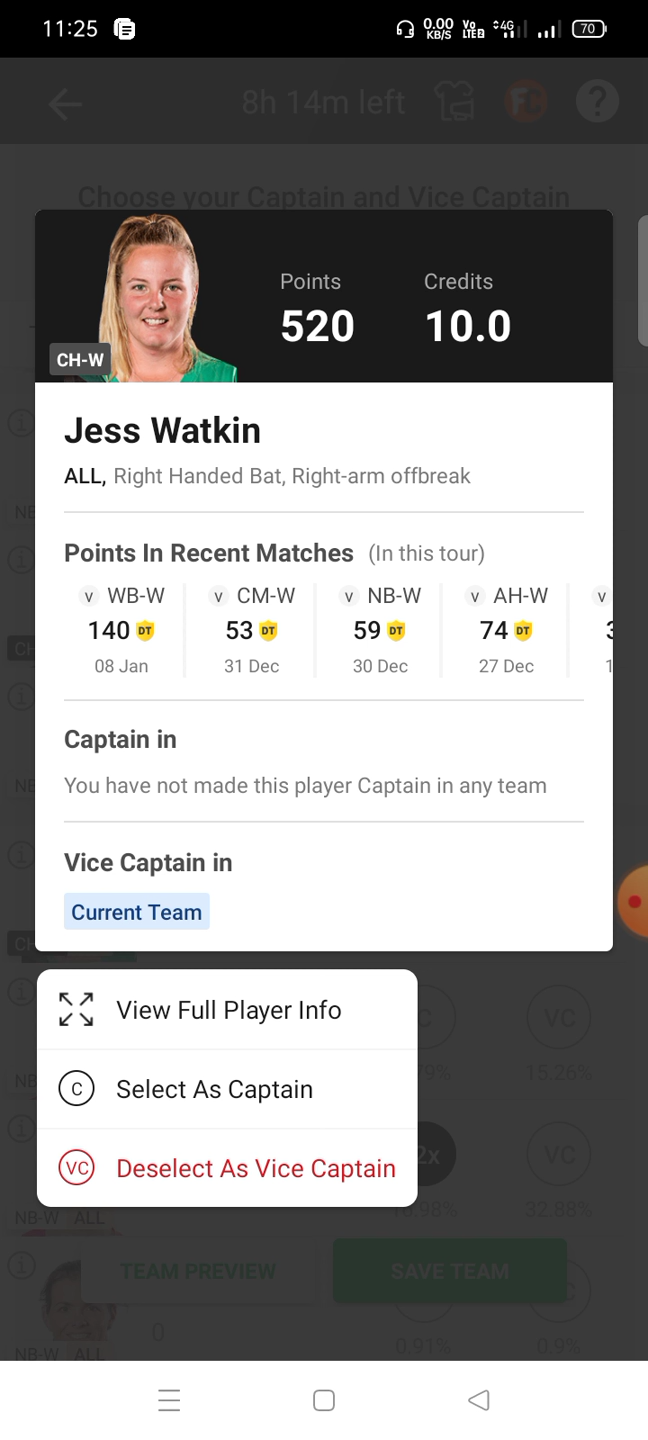 11:25
0.00 KB/S
Vo LTE
4G
70
8h 14m left
FC
?
Choose your Captain and Vice Captain
CH-W
Points
Credits
520
10.0
Jess Watkin
ALL, Right Handed Bat, Right-arm offbreak
Points In Recent Matches (In this tour)
v WB-W
v CM-W
v NB-W
v AH-W
v
140 DT
53 DT
59 DT
74 DT
08 Jan
31 Dec
30 Dec
27 Dec
Captain in
You have not made this player Captain in any team
Vice Captain in
Current Team
View Full Player Info
C Select As Captain
VC
15.26%
VC Deselect As Vice Captain
2x
VC
32.88%
NB-W ALL
TEAM PREVIEW
SAVE TEAM
0
0.91%
0.9%
NB-W ALL